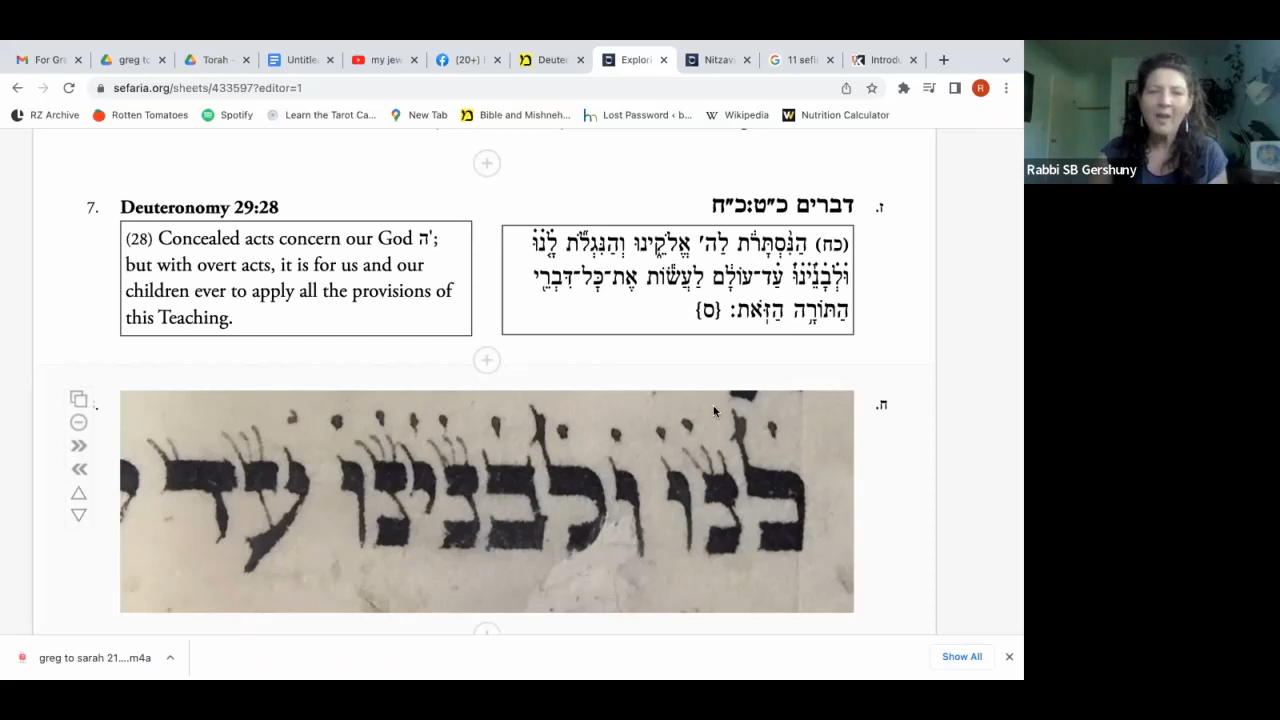 For Gr
greg to
Torah -
Untitle
my jew
(20+)
Deuter
Explori
Nitzav
11 sefi
Introdu
sefaria.org/sheets/433597?editor=1
R
RZ Archive
Rotten Tomatoes
Spotify
Learn the Tarot Ca...
New Tab
Bible and Mishneh...
Lost Password ‹ b...
Wikipedia
Nutrition Calculator
Rabbi SB Gershuny
7. Deuteronomy 29:28
(28) Concealed acts concern our God ה';
but with overt acts, it is for us and our
children ever to apply all the provisions of
this Teaching.
ז. דברים כ״ט:כ״ח
(כח) הַ֨נִּסְתָּרֹ֔ת לַה' אֱלֹקֵ֑ינוּ וְהַנִּגְלֹ֞ת לָ֤ׄנׄוּׄ
וּׄלְׄבָׄנֵ֙ׄיׄנׄוּ֙ׄ עַׄד־עוֹלָ֔ם לַעֲשׂ֕וֹת אֶת־כׇּל־דִּבְרֵ֖י
הַתּוֹרָ֥ה הַזֹּֽאת׃ {ס}
ח.
לׄנׄוׄ וׄלׄבׄנׄיׄנׄוׄ עׄד
greg to sarah 21....m4a
Show All